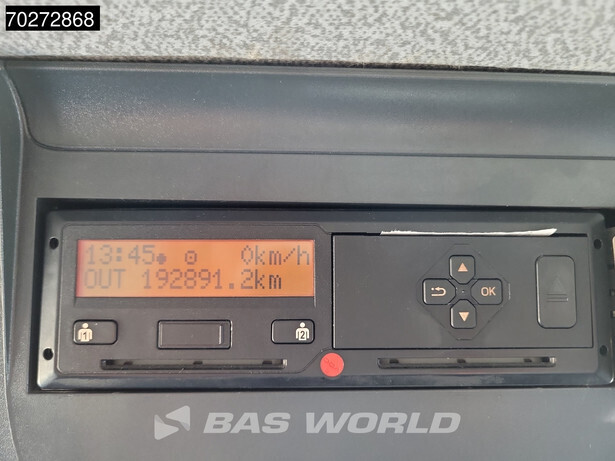 70272868
13:45 0km/h
OUT 192891.2km
OK
1
2
BAS WORLD